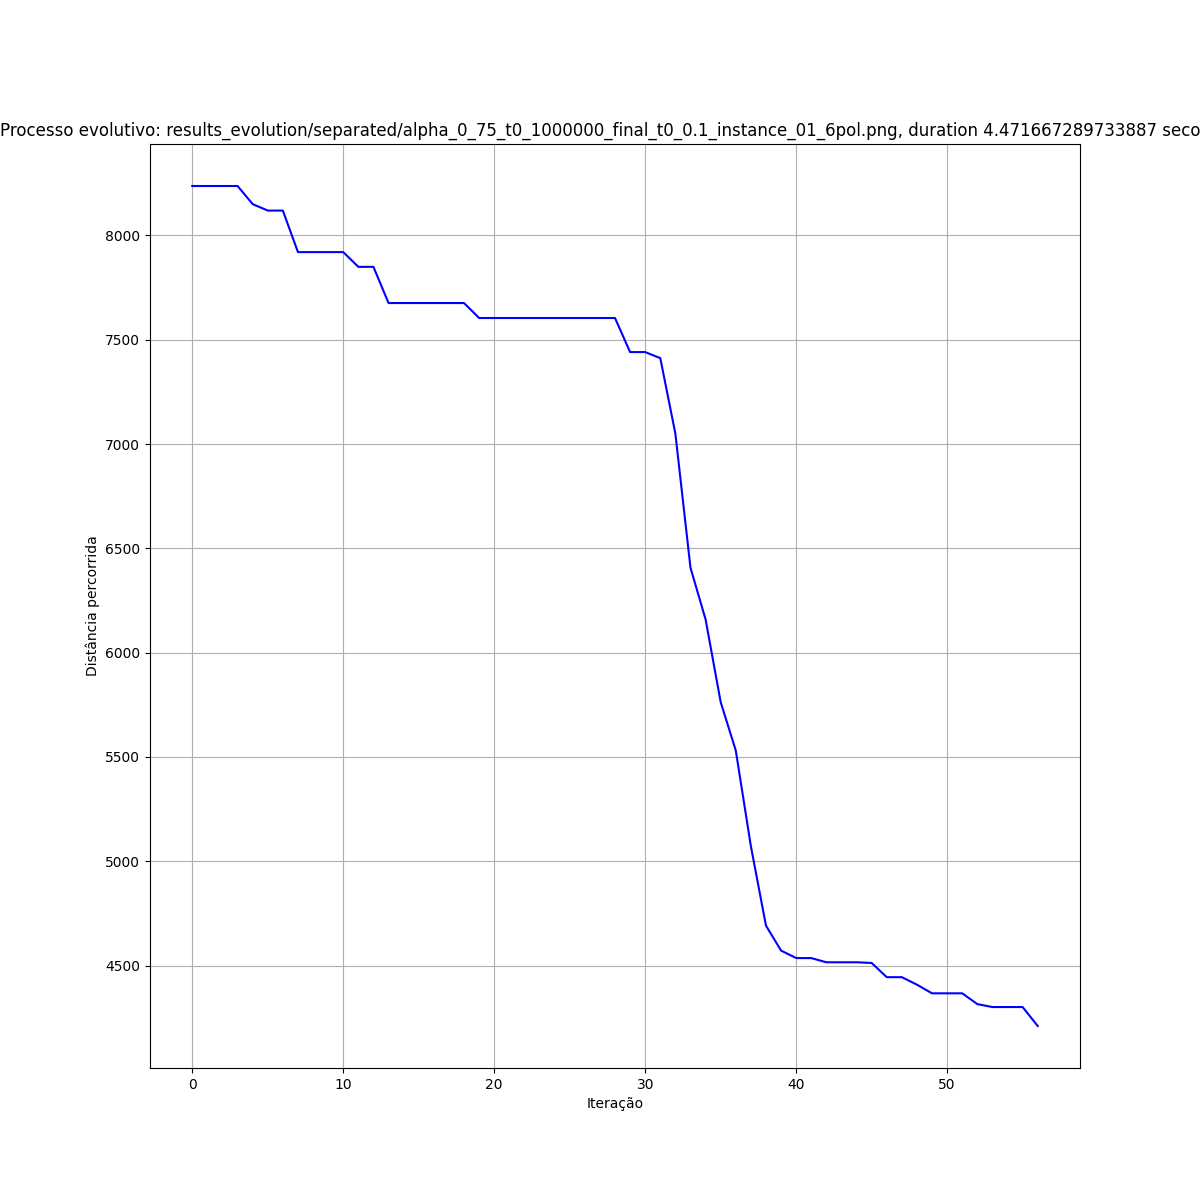 Processo evolutivo: results_evolution/separated/alpha_0_75_t0_1000000_final_t0_0.1_instance_01_6pol.png, duration 4.471667289733887 seco
8000
7500
7000
6500
6000
5500
5000
4500
Distância percorrida
0 10 20 30 40 50
Iteração